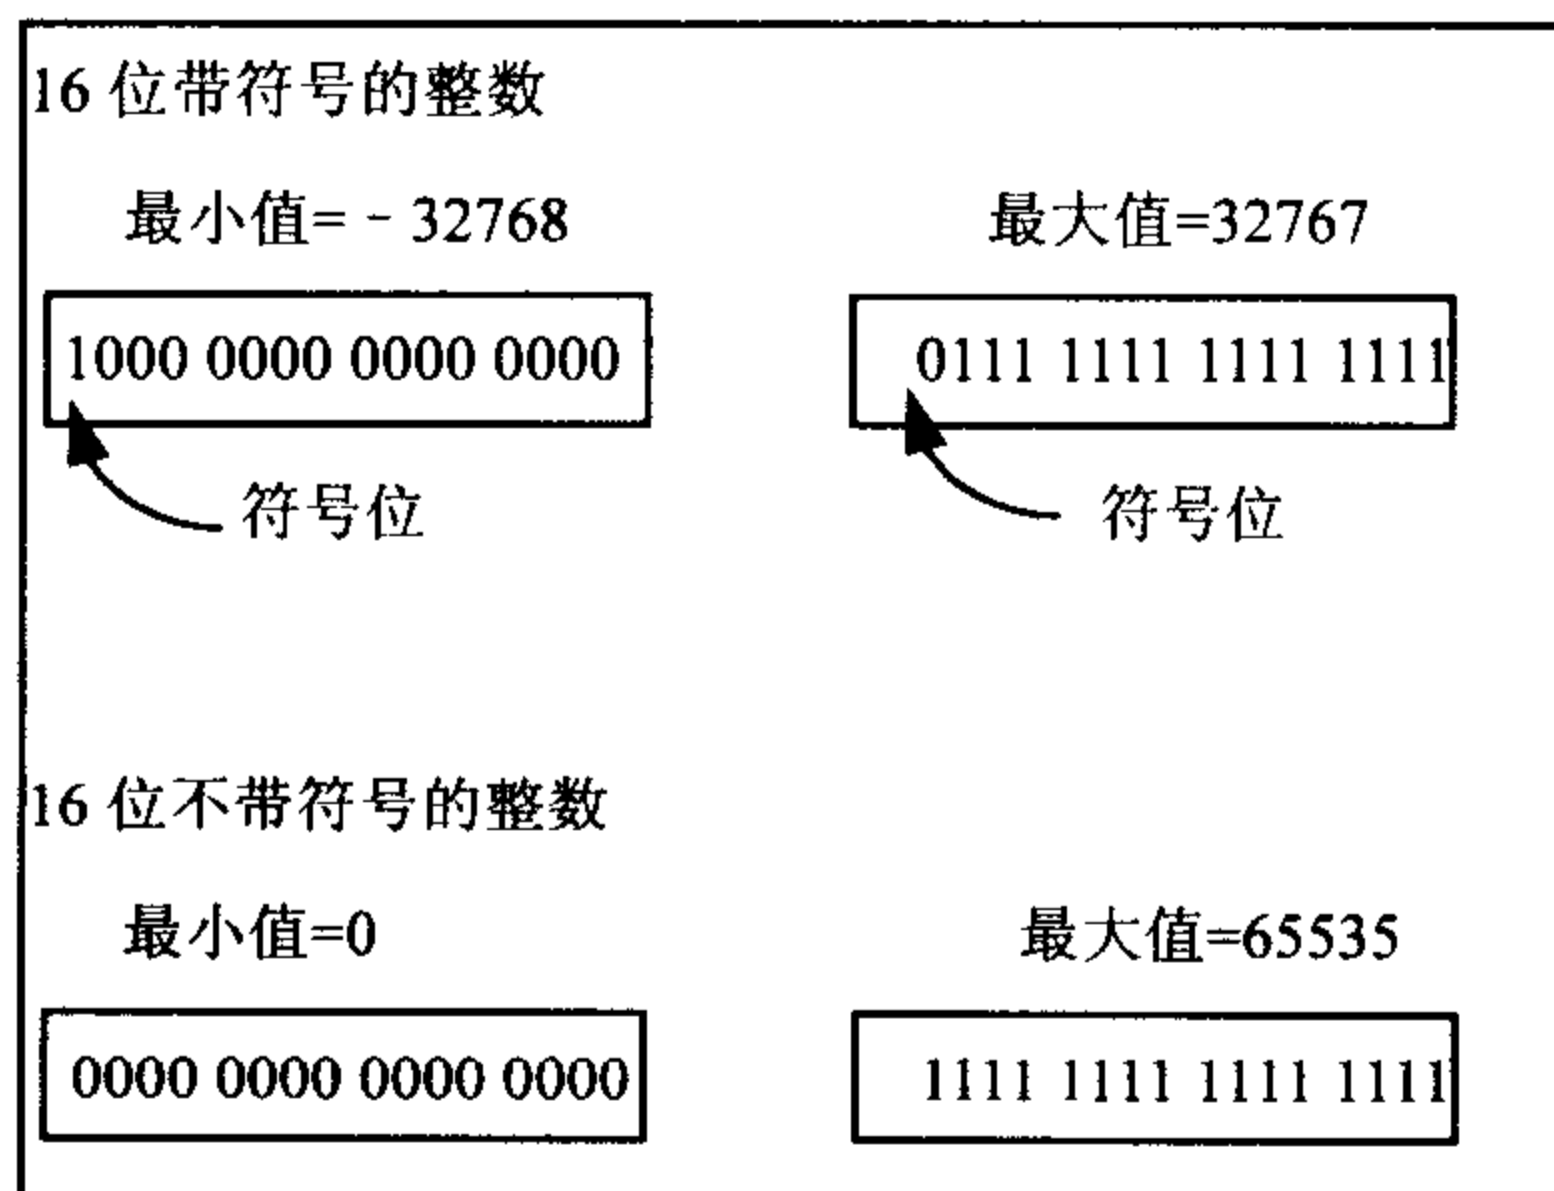 16 位带符号的整数
最小值= - 32768
最大值=32767
1000 0000 0000 0000
0111 1111 1111 1111
符号位
符号位
16 位不带符号的整数
最小值=0
最大值=65535
0000 0000 0000 0000
1111 1111 1111 1111